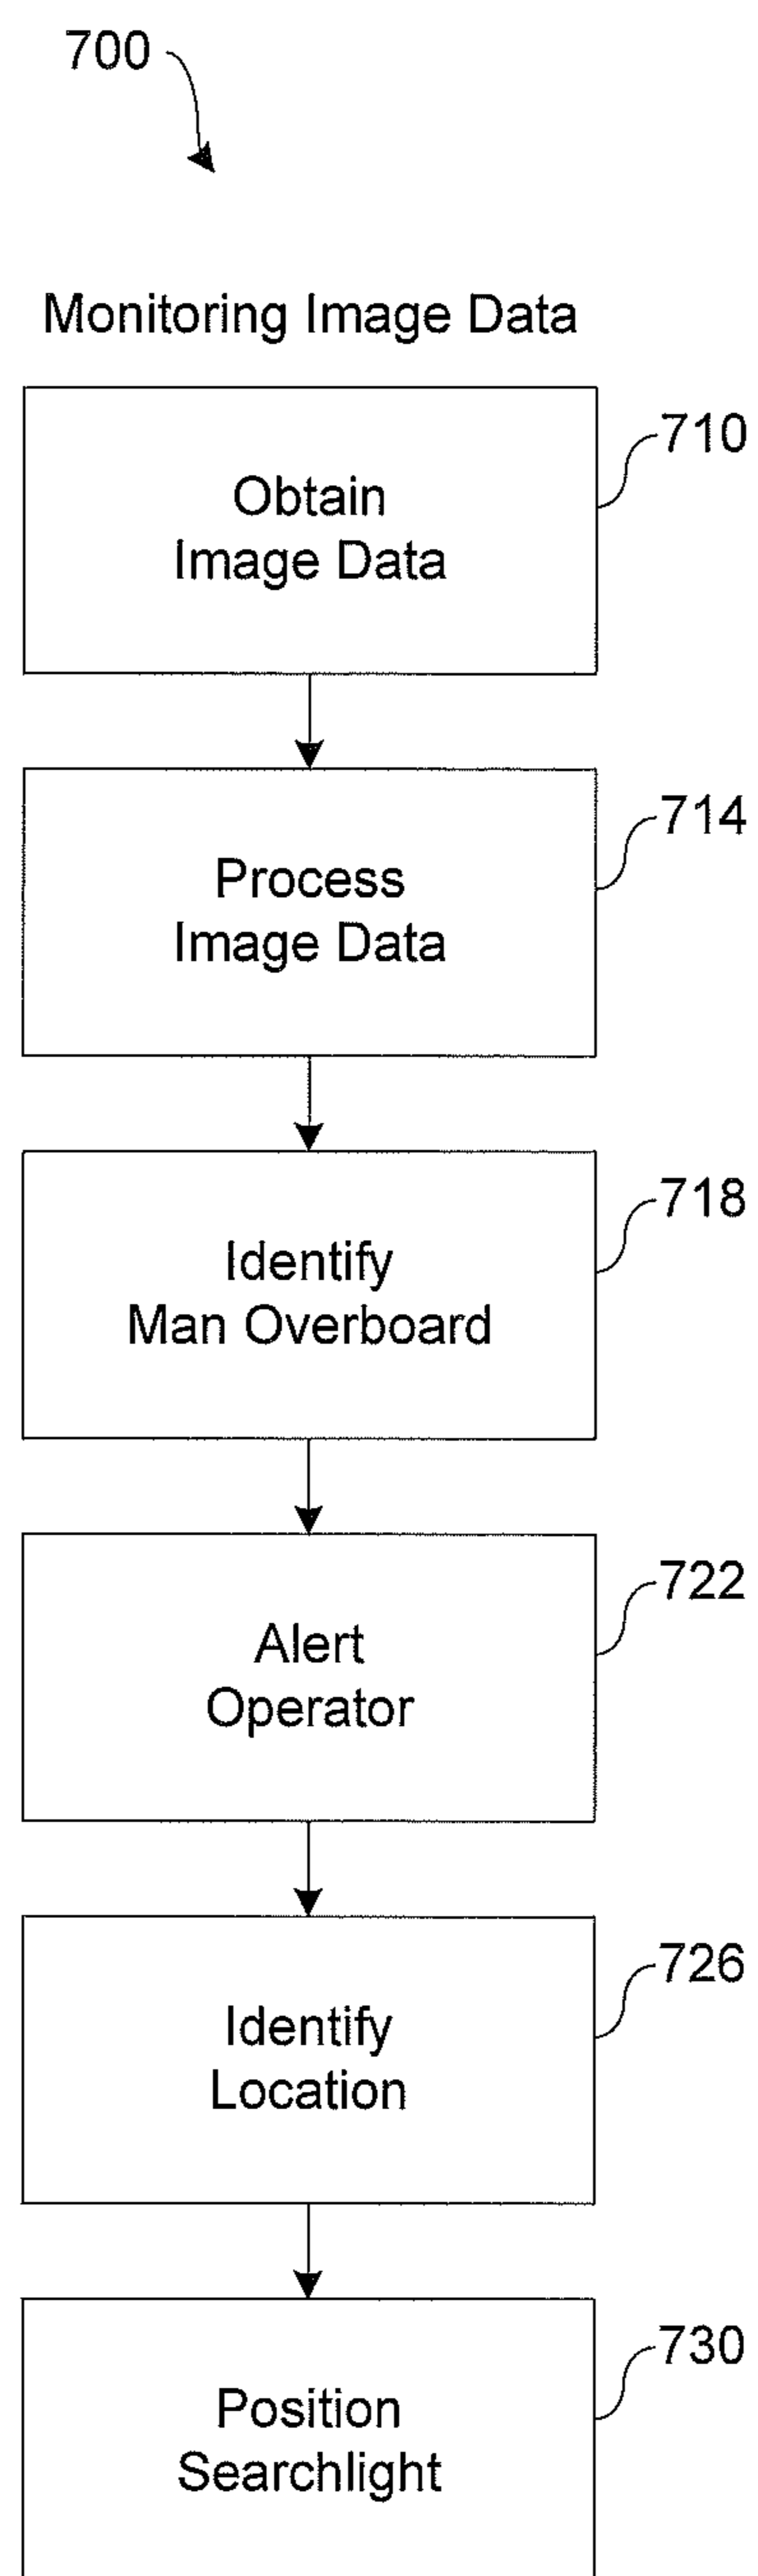 700
Monitoring Image Data
710
Obtain
Image Data
714
Process
Image Data
718
Identify
Man Overboard
722
Alert
Operator
726
Identify
Location
730
Position
Searchlight